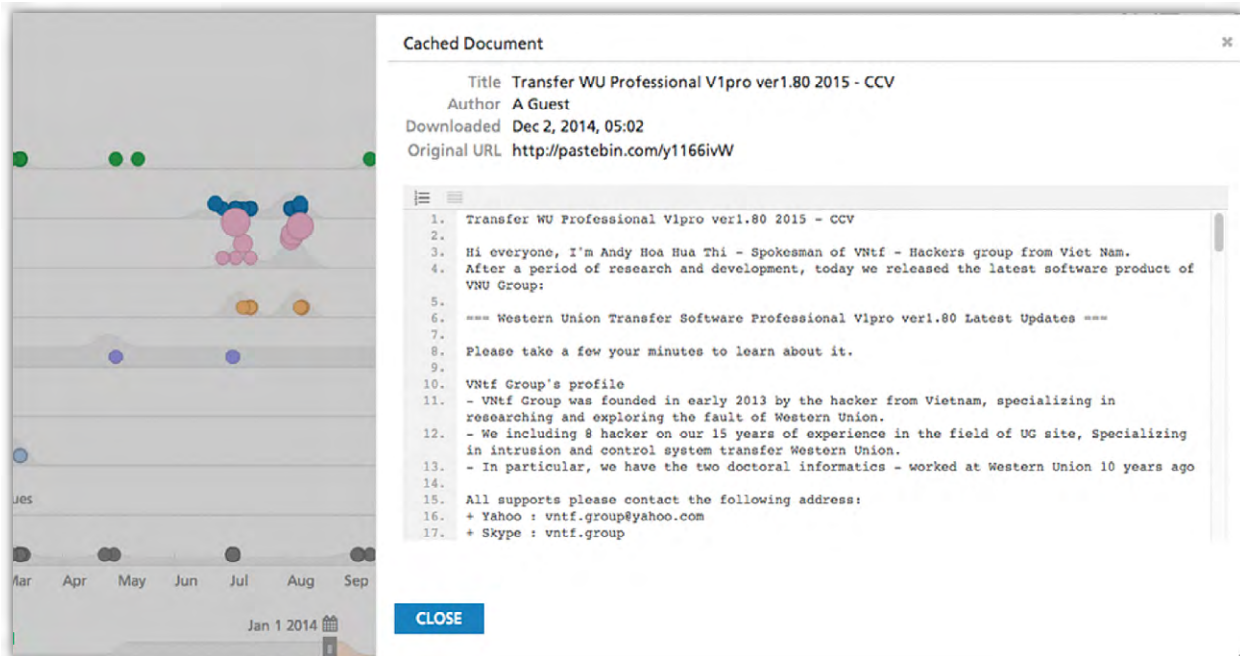 Cached Document
Title Transfer WU Professional V1pro ver1.80 2015 - CCV
Author A Guest
Downloaded Dec 2, 2014, 05:02
Original URL http://pastebin.com/y1166ivW
1. Transfer WU Professional V1pro ver1.80 2015 - CCV
2.
3. Hi everyone, I'm Andy Hoa Hua Thi - Spokesman of VNtf - Hackers group from Viet Nam.
4. After a period of research and development, today we released the latest software product of
VNU Group:
5.
6. === Western Union Transfer Software Professional V1pro ver1.80 Latest Updates ===
7.
8. Please take a few your minutes to learn about it.
9.
10. VNtf Group's profile
11. - VNtf Group was founded in early 2013 by the hacker from Vietnam, specializing in
researching and exploring the fault of Western Union.
12. - We including 8 hacker on our 15 years of experience in the field of UG site, Specializing
in intrusion and control system transfer Western Union.
13. - In particular, we have the two doctoral informatics - worked at Western Union 10 years ago
14.
15. All supports please contact the following address:
16. + Yahoo : vntf.group@yahoo.com
17. + Skype : vntf.group
CLOSE
ues
Mar Apr May Jun Jul Aug Sep
Jan 1 2014